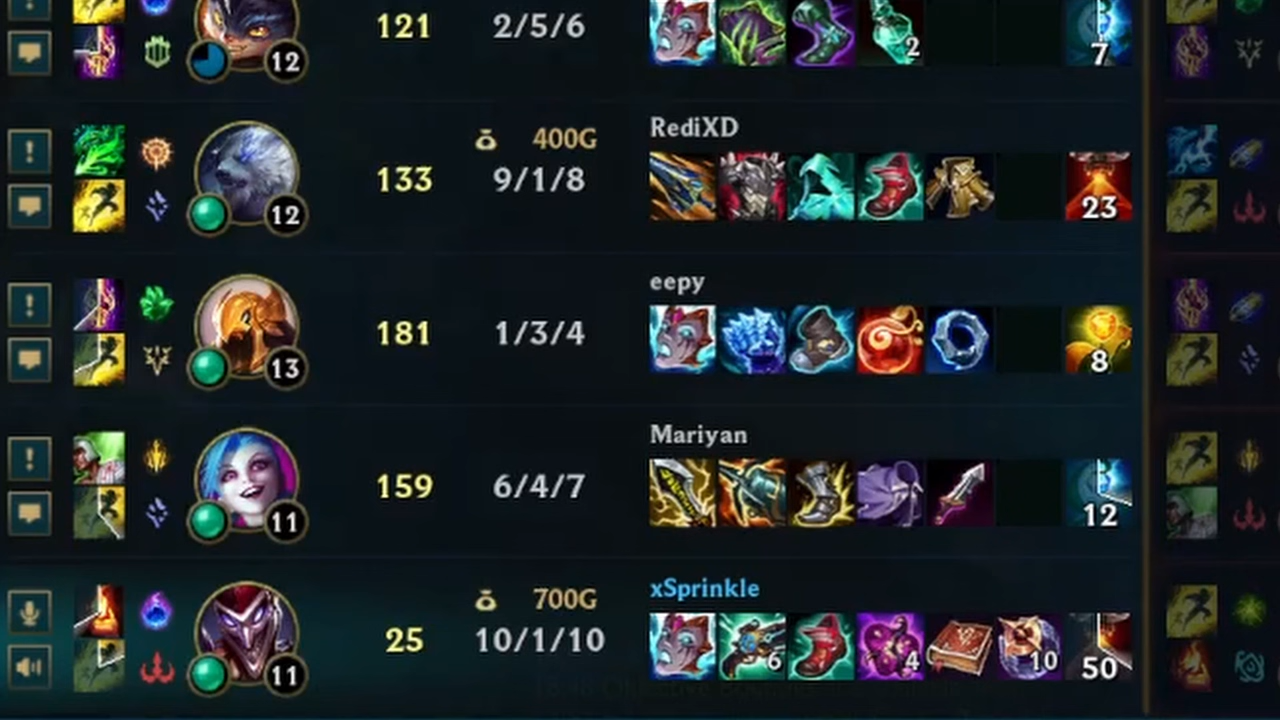 12 121 2/5/6 2 7
RediXD
400G
12 133 9/1/8 23
eepy
13 181 1/3/4 8
Mariyan
11 159 6/4/7 12
xSprinkle
700G
11 25 10/1/10 6 4 10 50